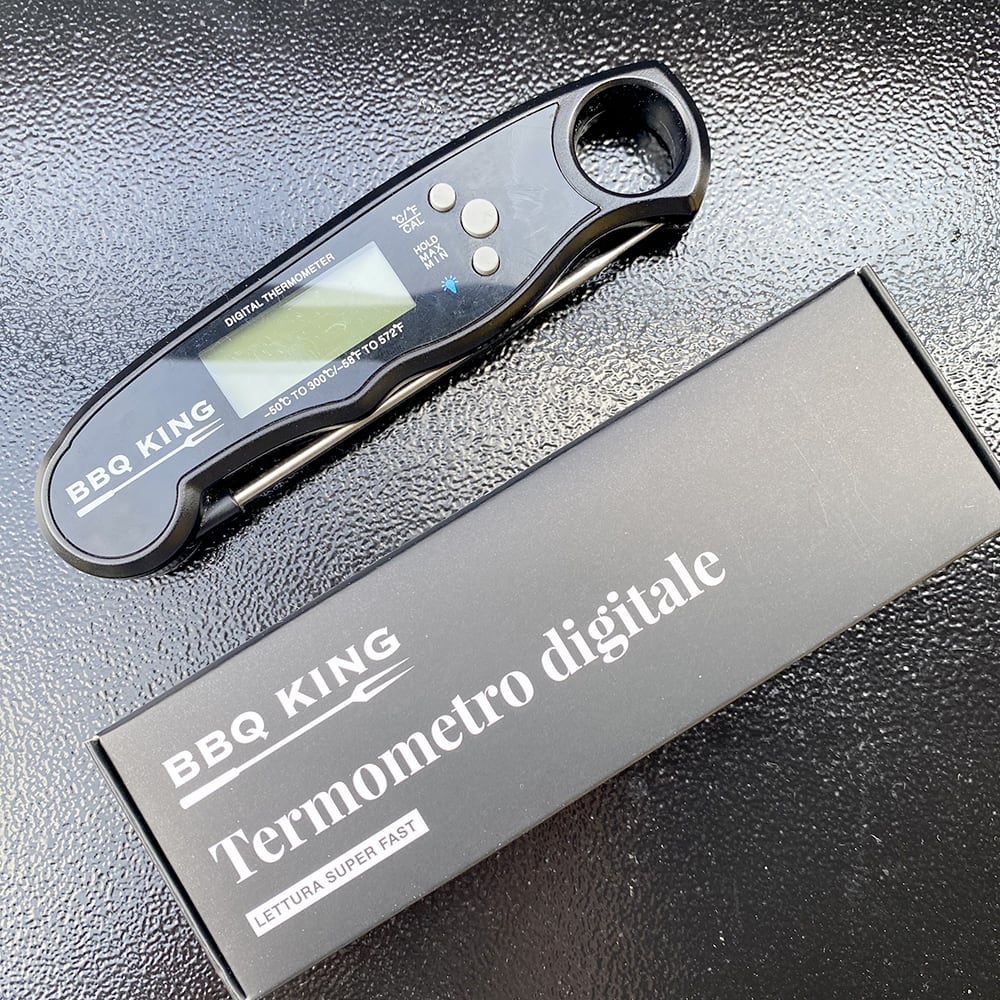 °C/°F
CAL
HOLD
MAX
MIN
DIGITAL THERMOMETER
-50°C TO 300°C/-58°F TO 572°F
BBQ KING
BBQ KING
Termometro digitale
LETTURA SUPER FAST